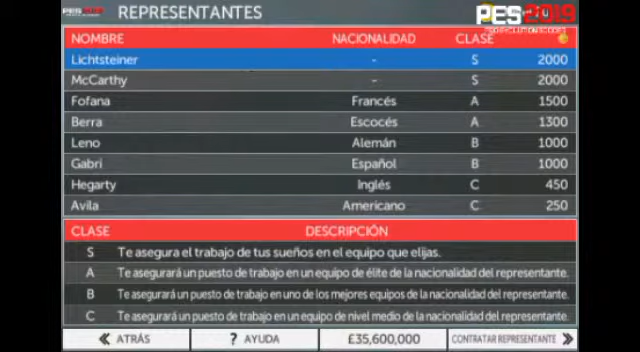 PES2019 REPRESENTANTES PES2019
NOMBRE NACIONALIDAD CLASE
Lichtsteiner - S 2000
McCarthy - S 2000
Fofana Francés A 1500
Berra Escocés A 1300
Leno Alemán B 1000
Gabri Español B 1000
Hegarty Inglés C 450
Avila Americano C 250
CLASE DESCRIPCIÓN
S Te asegura el trabajo de tus sueños en el equipo que elijas.
A Te asegurará un puesto de trabajo en un equipo de élite de la nacionalidad del representante.
B Te asegurará un puesto de trabajo en uno de los mejores equipos de la nacionalidad del representante.
C Te asegurará un puesto de trabajo en un equipo de nivel medio de la nacionalidad del representante.
ATRÁS ? AYUDA £35,600,000 CONTRATAR REPRESENTANTE